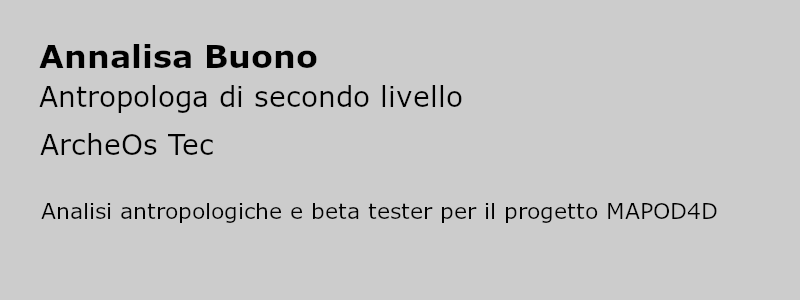 Annalisa Buono
Antropologa di secondo livello
ArcheOs Tec
Analisi antropologiche e beta tester per il progetto MAPOD4D